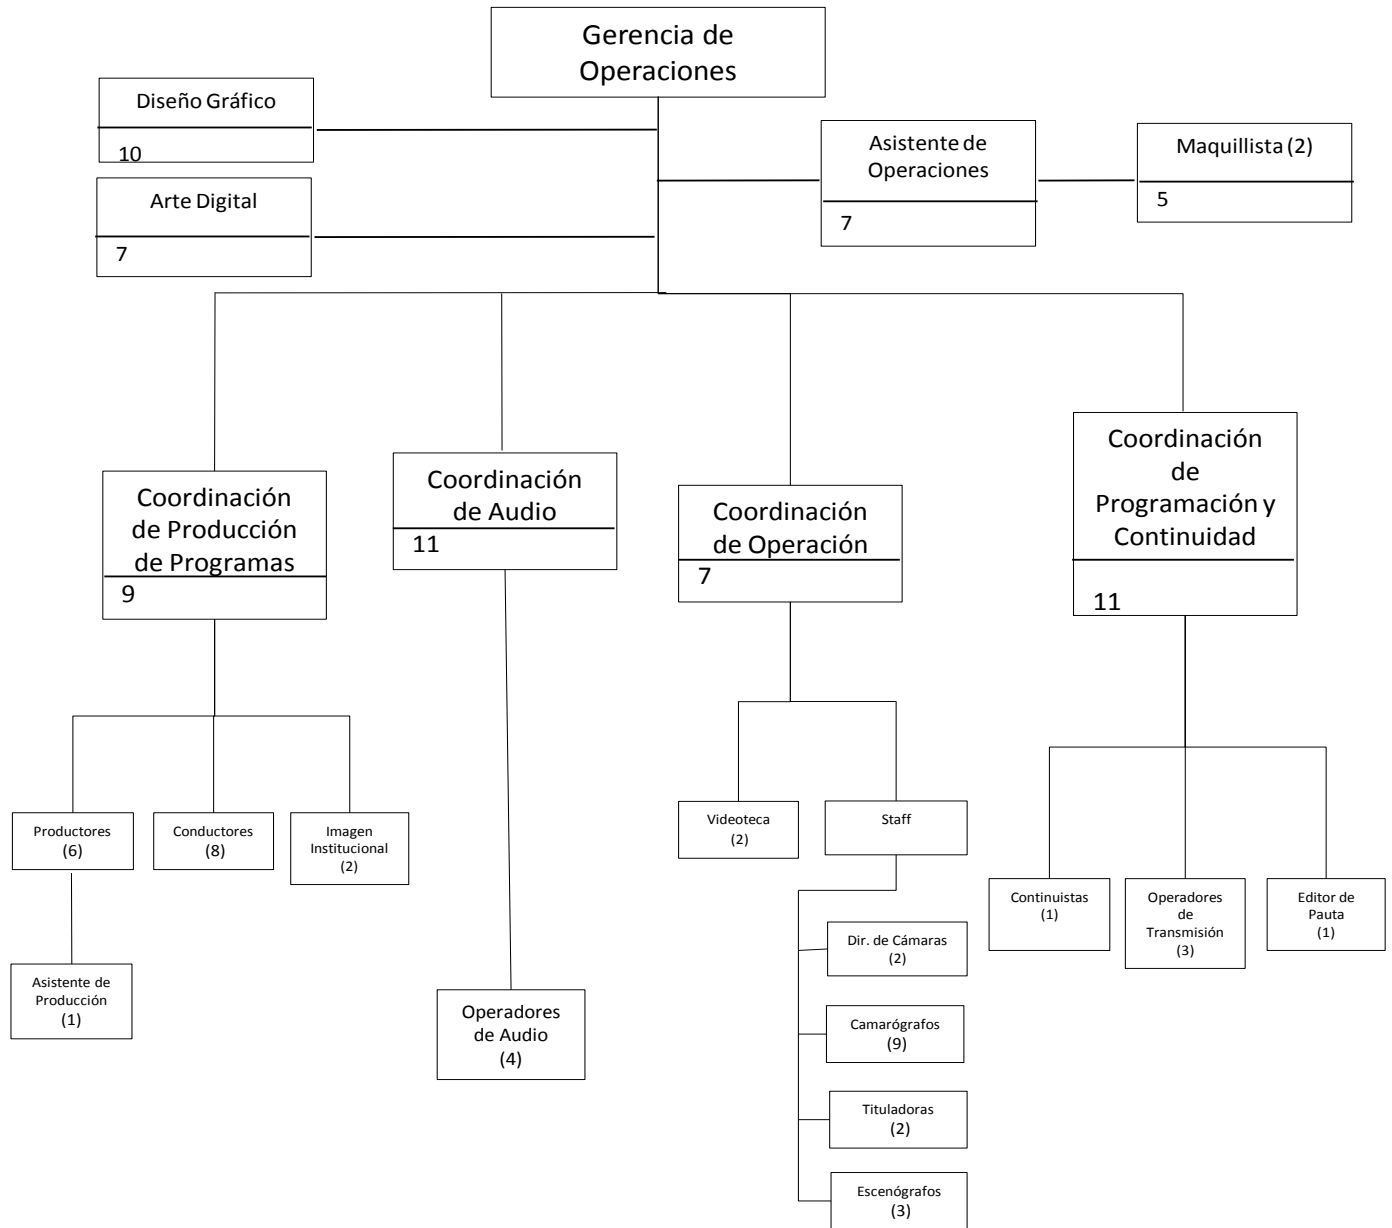 Gerencia de
Operaciones
Diseño Gráfico
10
Asistente de
Operaciones
7
Maquillista (2)
5
Arte Digital
7
Coordinación
de Producción
de Programas
9
Coordinación
de Audio
11
Coordinación
de Operación
7
Coordinación
de
Programación y
Continuidad
11
Productores
(6)
Conductores
(8)
Imagen
Institucional
(2)
Videoteca
(2)
Staff
Continuistas
(1)
Operadores
de
Transmisión
(3)
Editor de
Pauta
(1)
Asistente de
Producción
(1)
Operadores
de Audio
(4)
Dir. de Cámaras
(2)
Camarógrafos
(9)
Tituladoras
(2)
Escenógrafos
(3)